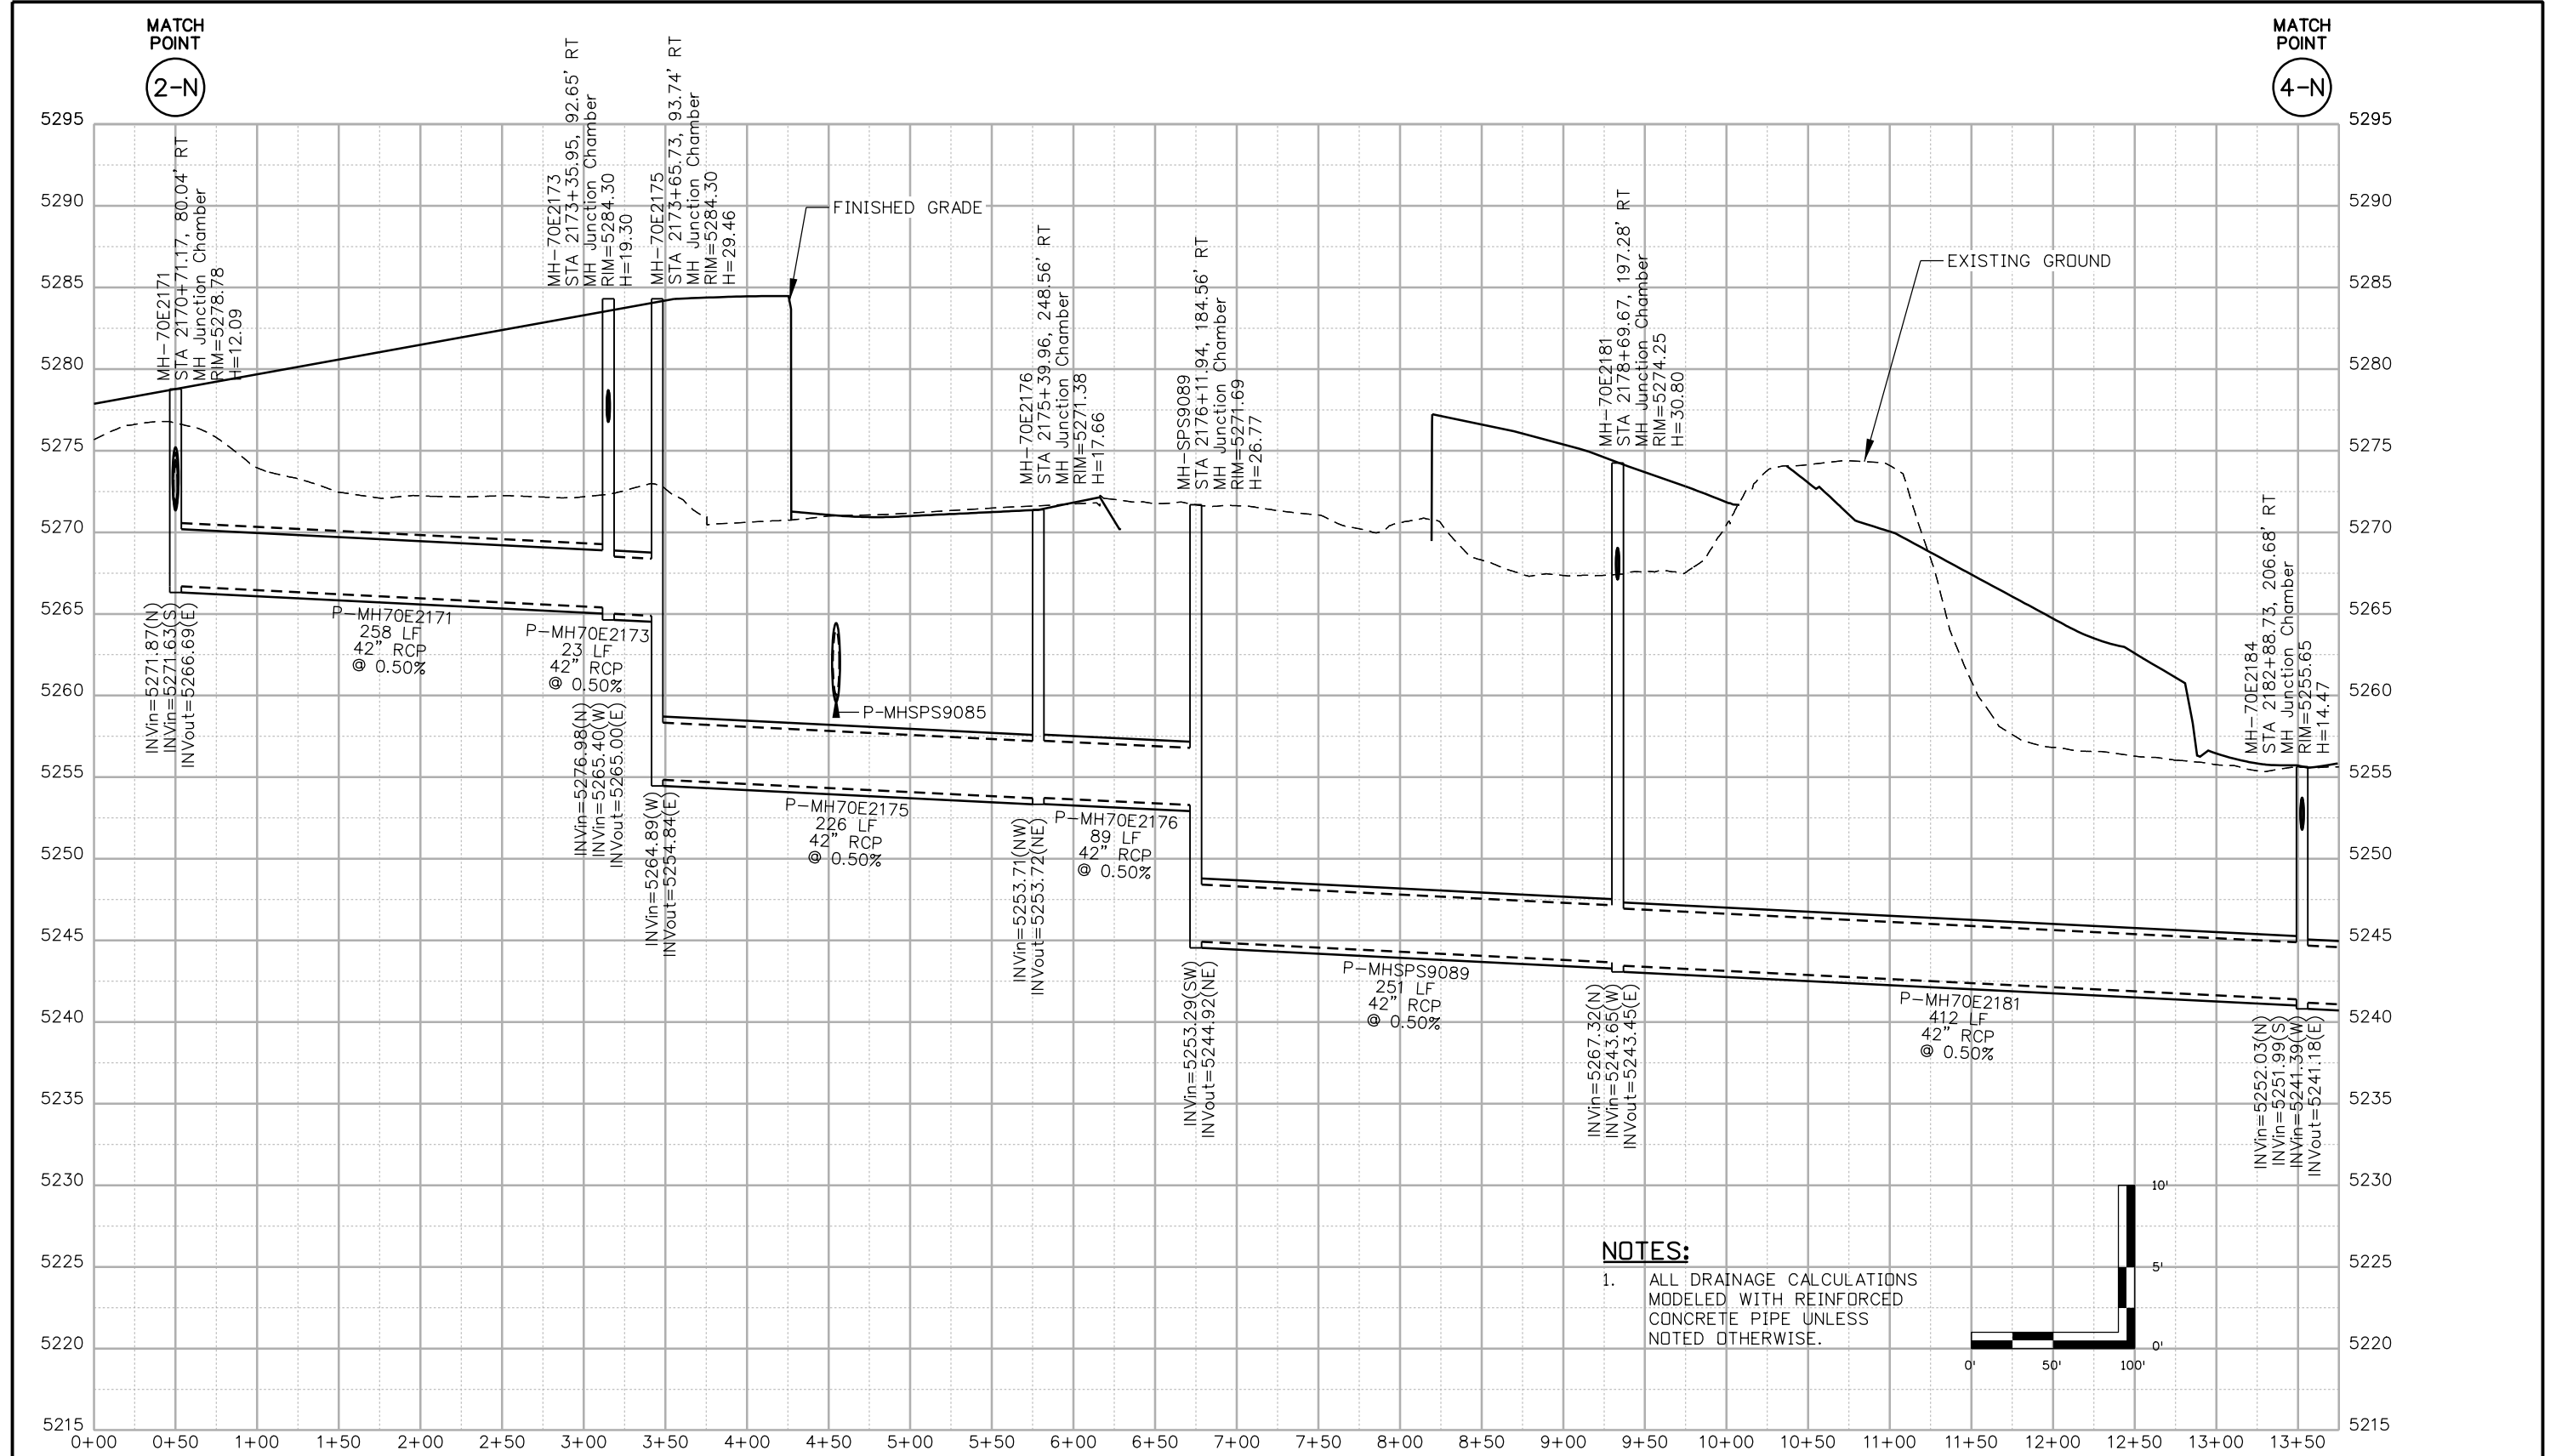 MATCH
POINT
2-N
MATCH
POINT
4-N
5295
5290
5285
5280
5275
5270
5265
5260
5255
5250
5245
5240
5235
5230
5225
5220
5215
MH-70E2171
STA 2170+71.17, 80.04' RT
MH Junction Chamber
RIM=5278.78
H=12.09
MH-70E2173
STA 2173+35.95, 92.65' RT
MH Junction Chamber
RIM=5284.30
H=19.30
MH-70E2175
STA 2173+65.73, 93.74' RT
MH Junction Chamber
RIM=5284.30
H=29.46
FINISHED GRADE
MH-70E2176
STA 2175+39.96, 248.56' RT
MH Junction Chamber
RIM=5271.38
H=17.66
MH-SPS9089
STA 2176+11.94, 184.56' RT
MH Junction Chamber
RIM=5271.69
H=26.77
MH-70E2181
STA 2178+69.67, 197.28' RT
MH Junction Chamber
RIM=5274.25
H=30.80
EXISTING GROUND
MH-70E2184
STA 2182+88.73, 206.68' RT
MH Junction Chamber
RIM=5255.65
H=14.47
INVin=5271.87(N)
INVin=5271.63(S)
INVout=5266.69(E)
P-MH70E2171
258 LF
42" RCP
@ 0.50%
P-MH70E2173
23 LF
42" RCP
@ 0.50%
INVin=5276.98(N)
INVin=5265.40(W)
INVout=5265.00(E)
INVin=5264.89(W)
INVout=5254.84(E)
P-MHSPS9085
P-MH70E2175
226 LF
42" RCP
@ 0.50%
INVin=5253.71(NW)
INVout=5253.72(NE)
P-MH70E2176
89 LF
42" RCP
@ 0.50%
INVin=5253.29(SW)
INVout=5244.92(NE)
P-MHSPS9089
251 LF
42" RCP
@ 0.50%
INVin=5267.32(N)
INVin=5243.65(W)
INVout=5243.45(E)
P-MH70E2181
412 LF
42" RCP
@ 0.50%
INVin=5252.03(N)
INVin=5251.99(S)
INVin=5241.39(W)
INVout=5241.18(E)
5295
5290
5285
5280
5275
5270
5265
5260
5255
5250
5245
5240
5235
5230
5225
5220
5215
NOTES:
1. ALL DRAINAGE CALCULATIONS
MODELED WITH REINFORCED
CONCRETE PIPE UNLESS
NOTED OTHERWISE.
10'
5'
0'
0' 50' 100'
0+00 0+50 1+00 1+50 2+00 2+50 3+00 3+50 4+00 4+50 5+00 5+50 6+00 6+50 7+00 7+50 8+00 8+50 9+00 9+50 10+00 10+50 11+00 11+50 12+00 12+50 13+00 13+50